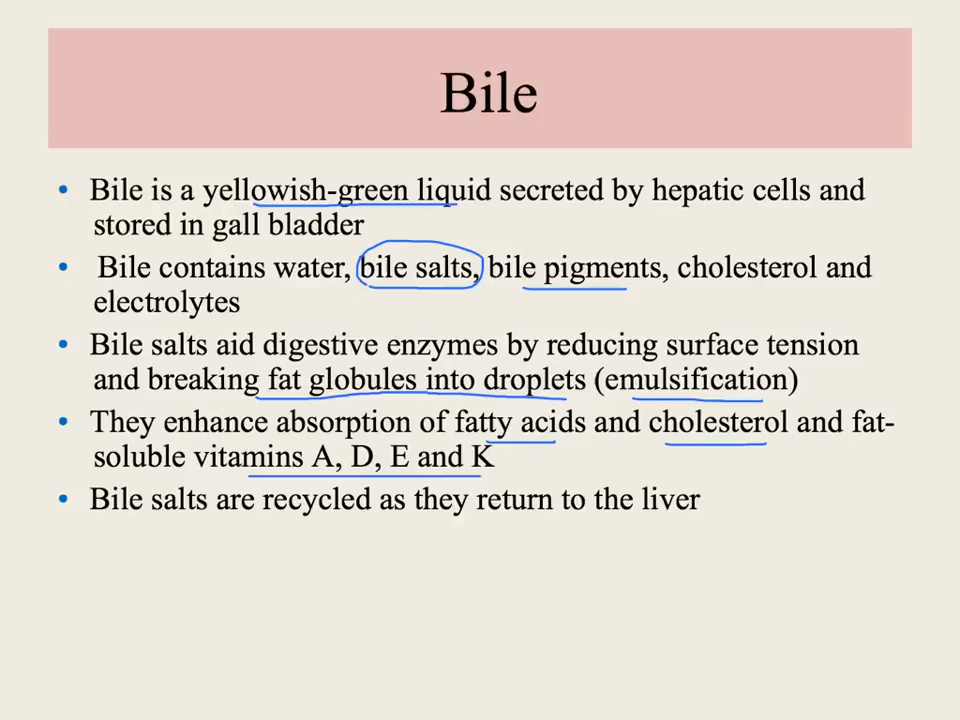 Bile
• Bile is a yellowish-green liquid secreted by hepatic cells and
stored in gall bladder
• Bile contains water, bile salts, bile pigments, cholesterol and
electrolytes
• Bile salts aid digestive enzymes by reducing surface tension
and breaking fat globules into droplets (emulsification)
• They enhance absorption of fatty acids and cholesterol and fat-
soluble vitamins A, D, E and K
• Bile salts are recycled as they return to the liver